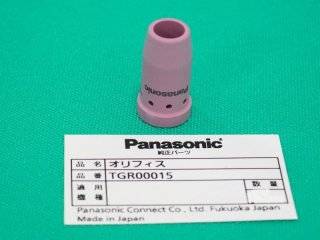 Panasonic
Panasonic
純正パーツ
品名 オリフィス
品番 TGR00015
適用機種
数量
Panasonic Connect Co., Ltd. Fukuoka Japan
Made in Japan